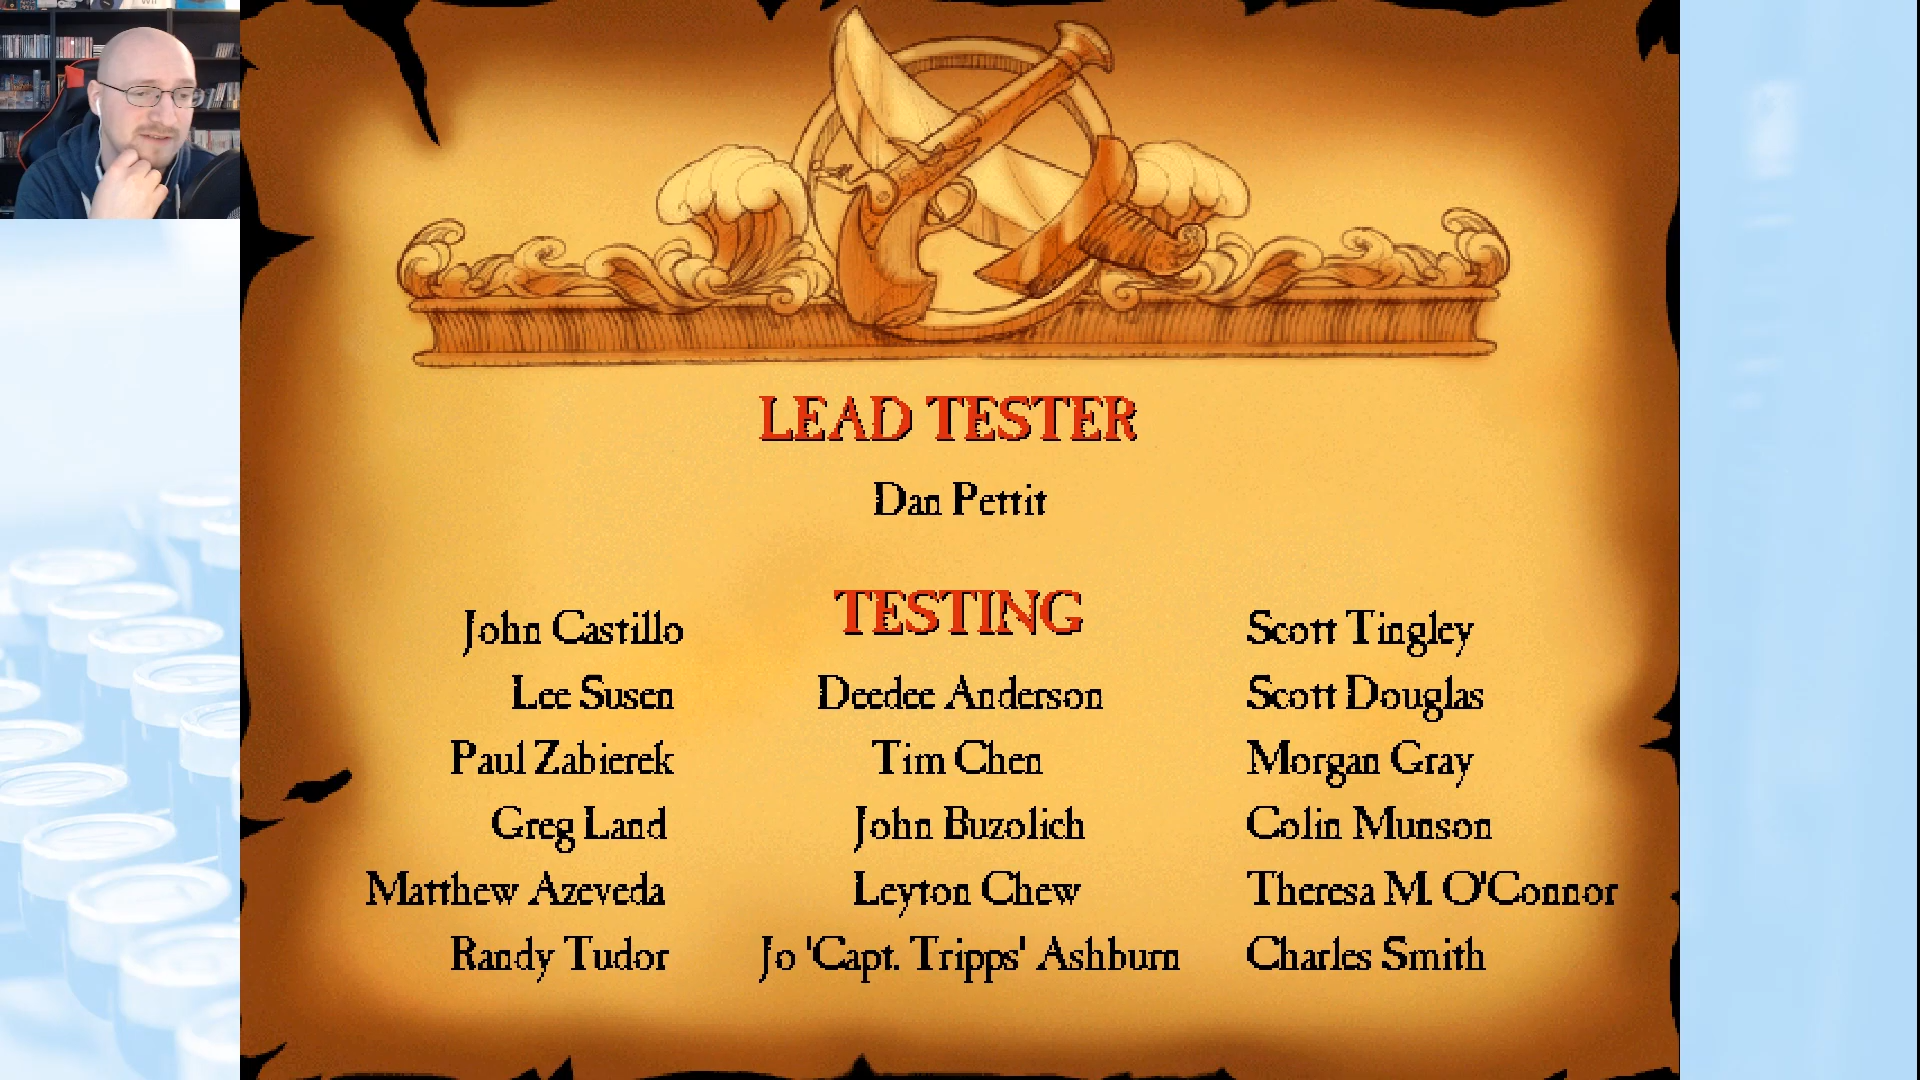 LEAD TESTER
Dan Pettit
TESTING
John Castillo
Lee Susen
Paul Zabierek
Greg Land
Matthew Azeveda
Randy Tudor
Deedee Anderson
Tim Chen
John Buzolich
Leyton Chew
Jo 'Capt. Tripps' Ashburn
Scott Tingley
Scott Douglas
Morgan Gray
Colin Munson
Theresa M. O'Connor
Charles Smith